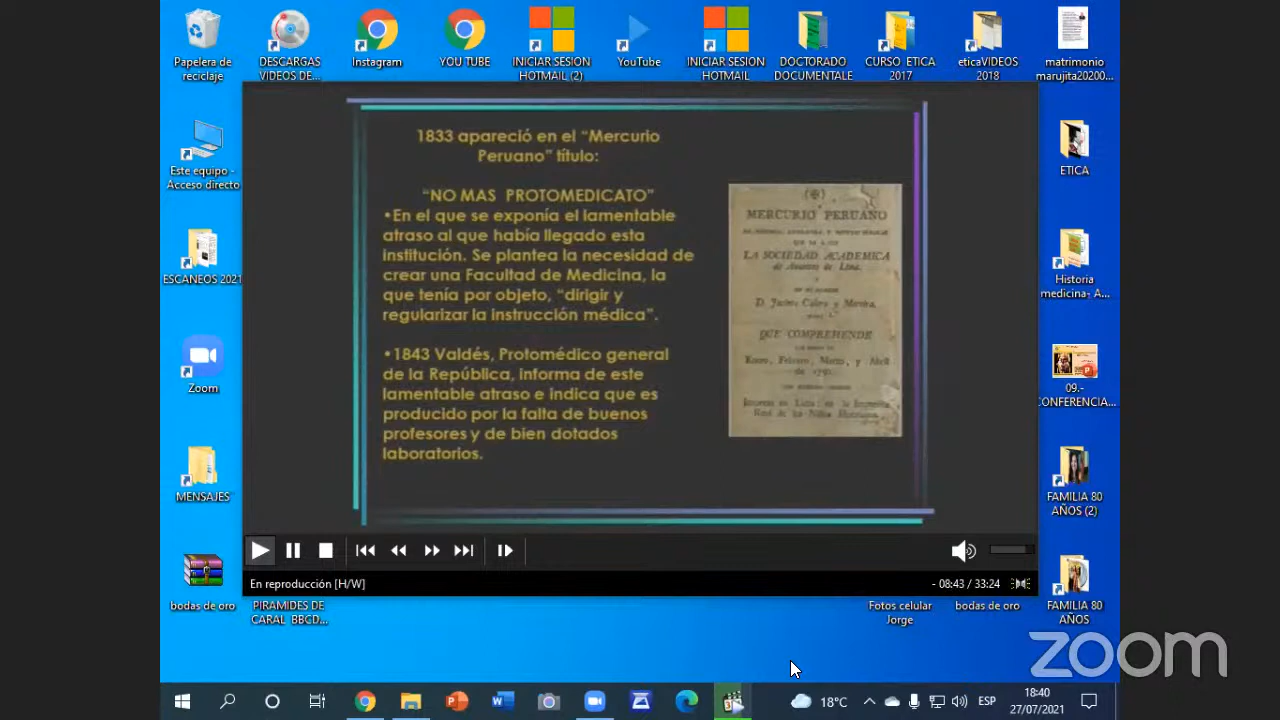 Papelera de
reciclaje
DESCARGAS
VIDEOS DE...
Instagram
YOU TUBE
INICIAR SESION
HOTMAIL (2)
YouTube
INICIAR SESION
HOTMAIL
DOCTORADO
DOCUMENTALE
CURSO ETICA
2017
eticaVIDEOS
2018
matrimonio
marujita20200...
Este equipo -
Acceso directo
ESCANEOS 2021
Zoom
MENSAJES
bodas de oro
1833 apareció en el “Mercurio
Peruano” título:
“NO MAS PROTOMEDICATO”
•En el que se exponía el lamentable
atraso al que había llegado esta
institución. Se plantea la necesidad de
crear una Facultad de Medicina, la
que tenía por objeto, “dirigir y
regularizar la instrucción médica”.
•1843 Valdés, Protomédico general
de la República, informa de este
lamentable atraso e indica que es
producido por la falta de buenos
profesores y de bien dotados
laboratorios.
MERCURIO PERUANO
LA SOCIEDAD ACADEMICA
de Amantes de Lima.
QUE COMPREHENDE
ETICA
Historia
medicina- A...
09.-
CONFERENCIA...
FAMILIA 80
AÑOS (2)
FAMILIA 80
AÑOS
En reproducción [H/W]
- 08:43 / 33:24
PIRAMIDES DE
CARAL BBCD...
Fotos celular
Jorge
bodas de oro
zoom
18°C
ESP
18:40
27/07/2021